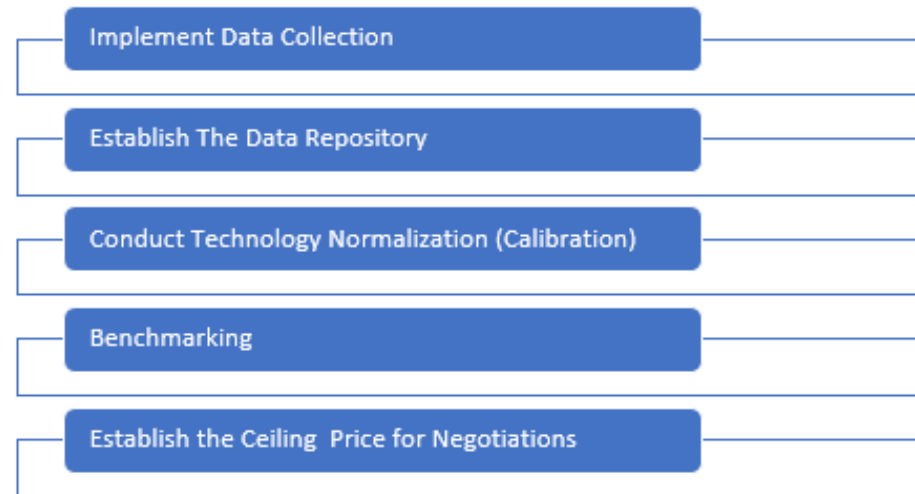 Implement Data Collection
Establish The Data Repository
Conduct Technology Normalization (Calibration)
Benchmarking
Establish the Ceiling  Price for Negotiations